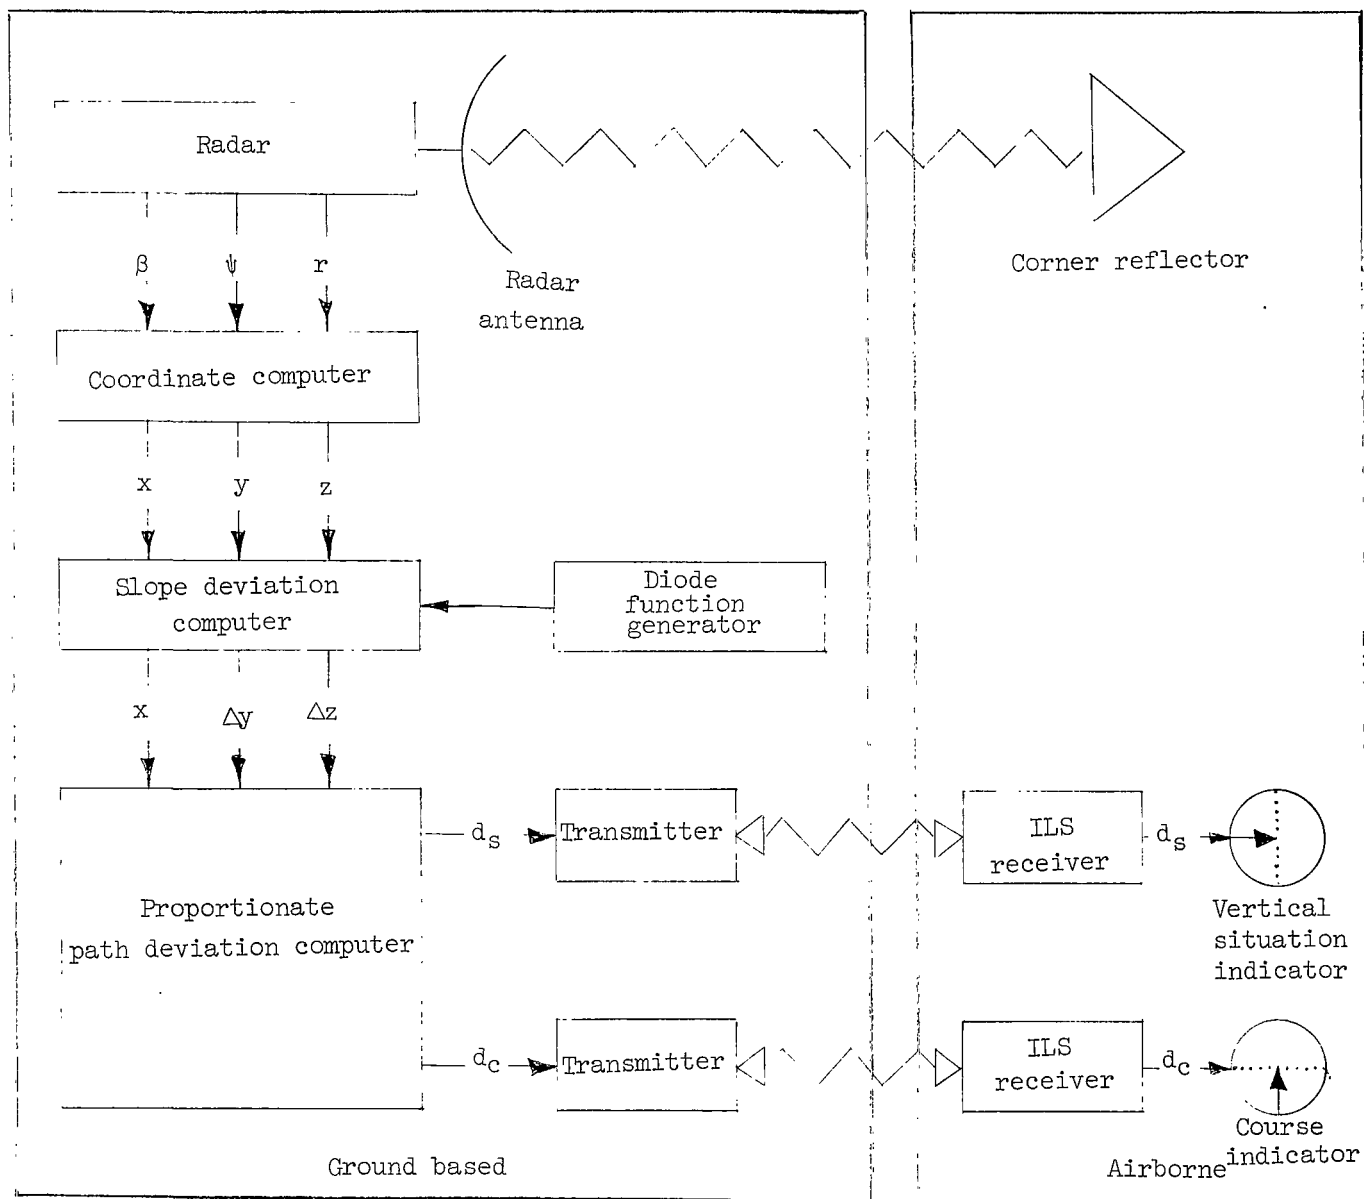 Radar
β ψ r
Radar
antenna
Corner reflector
Coordinate computer
x y z
Slope deviation
computer
Diode
function
generator
x Δy Δz
Proportionate
path deviation computer
d_s
Transmitter
ILS
receiver
d_s
Vertical
situation
indicator
d_c
Transmitter
ILS
receiver
d_c
Course
indicator
Ground based
Airborne